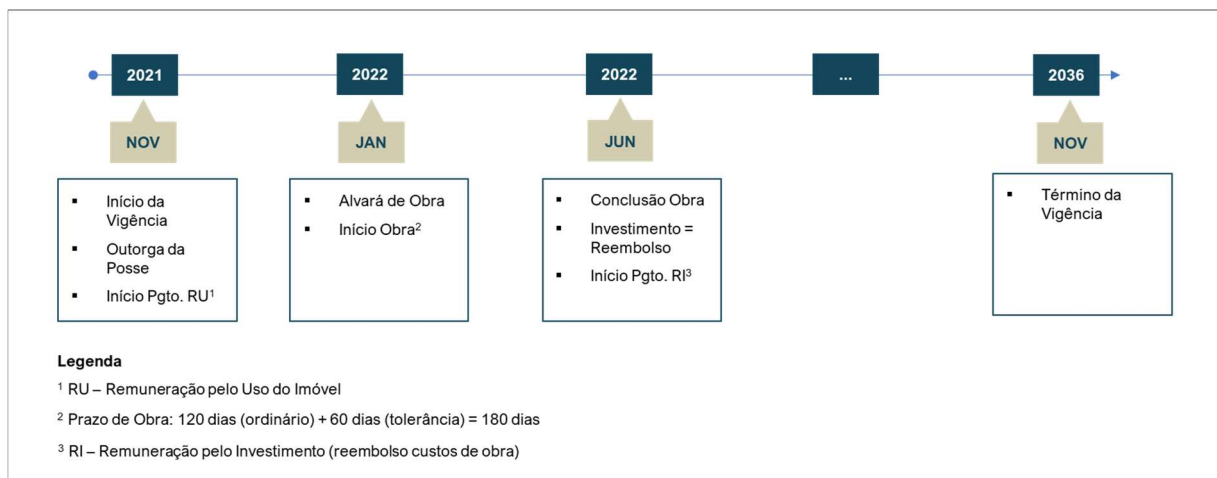 2021
2022
2022
...
2036
NOV
JAN
JUN
NOV
▪ Início da
Vigência
▪ Outorga da
Posse
▪ Início Pgto. RU¹
▪ Alvará de Obra
▪ Início Obra²
▪ Conclusão Obra
▪ Investimento =
Reembolso
▪ Início Pgto. RI³
▪ Término da
Vigência
Legenda
¹ RU – Remuneração pelo Uso do Imóvel
² Prazo de Obra: 120 dias (ordinário) + 60 dias (tolerância) = 180 dias
³ RI – Remuneração pelo Investimento (reembolso custos de obra)